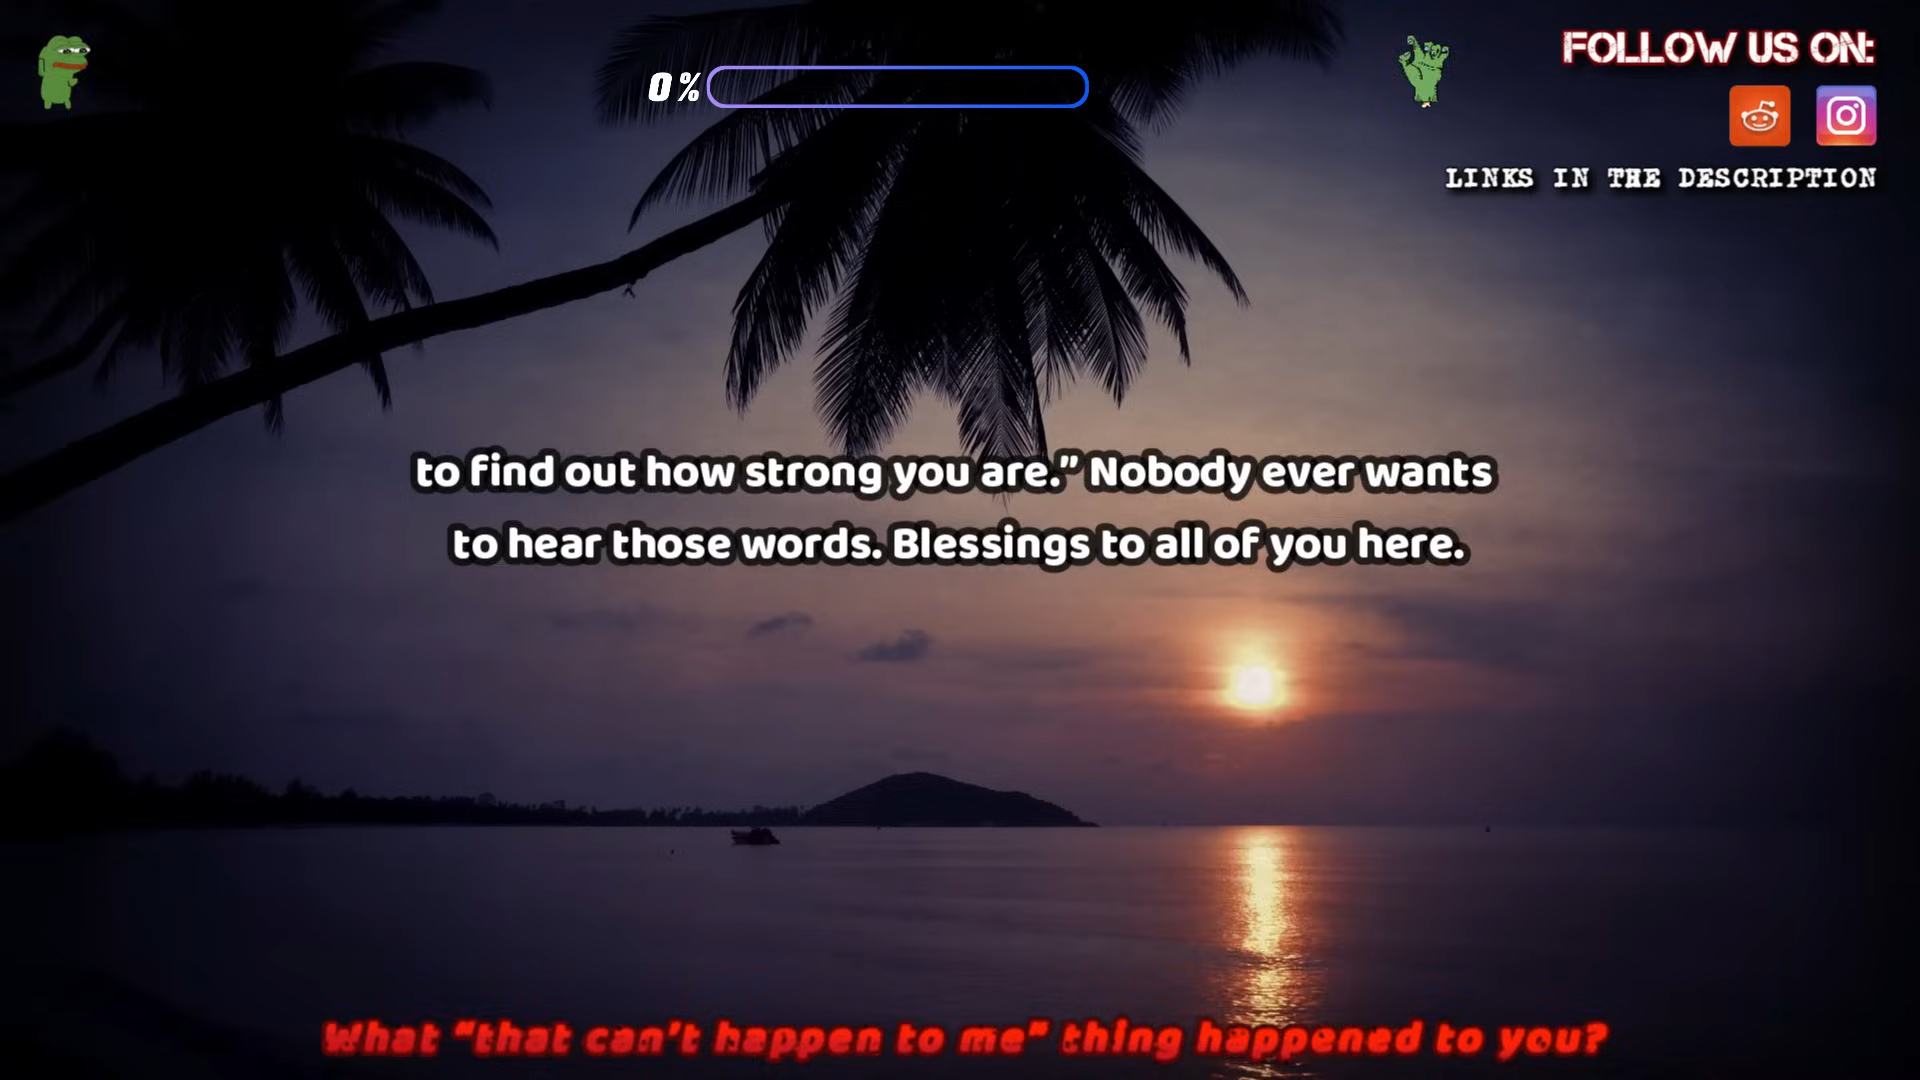 0%
FOLLOW US ON:
LINKS IN THE DESCRIPTION
to find out how strong you are.” Nobody ever wants
to hear those words. Blessings to all of you here.
What “that can’t happen to me” thing happened to you?